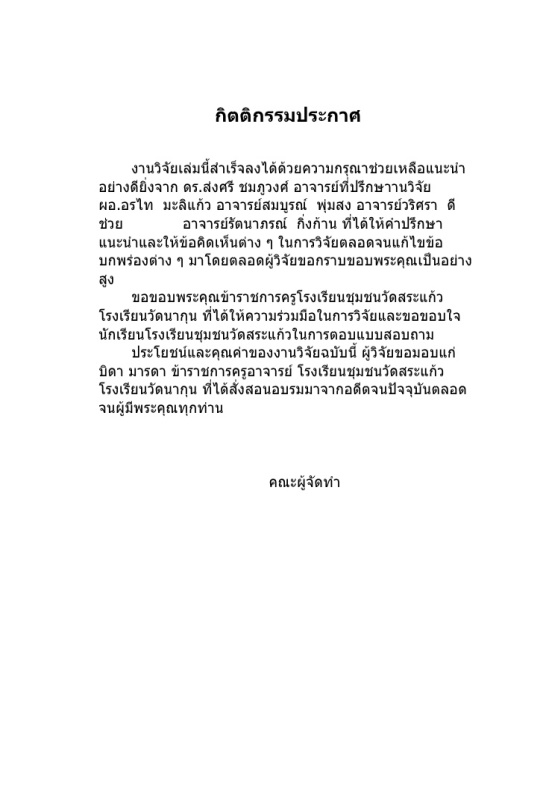 กิตติกรรมประกาศ
งานวิจัยเล่มนี้สำเร็จลงได้ด้วยความกรุณาช่วยเหลือแนะนำ
อย่างดียิ่งจาก ดร.ส่งศรี ชมภูวงศ์ อาจารย์ที่ปรึกษาานวิจัย
ผอ.อรไท  มะลิแก้ว อาจารย์สมบูรณ์  พุ่มสง อาจารย์วริศรา  ดี
ช่วย อาจารย์รัตนาภรณ์  กิ่งก้าน ที่ได้ให้คำปรึกษา
แนะนำและให้ข้อคิดเห็นต่าง ๆ ในการวิจัยตลอดจนแก้ไขข้อ
บกพร่องต่าง ๆ มาโดยตลอดผู้วิจัยขอกราบขอบพระคุณเป็นอย่าง
สูง
ขอขอบพระคุณข้าราชการครูโรงเรียนชุมชนวัดสระแก้ว
โรงเรียนวัดนากุน ที่ได้ให้ความร่วมมือในการวิจัยและขอขอบใจ
นักเรียนโรงเรียนชุมชนวัดสระแก้วในการตอบแบบสอบถาม
ประโยชน์และคุณค่าของงานวิจัยฉบับนี้ ผู้วิจัยขอมอบแก่
บิดา มารดา ข้าราชการครูอาจารย์ โรงเรียนชุมชนวัดสระแก้ว
โรงเรียนวัดนากุน ที่ได้สั่งสอนอบรมมาจากอดีตจนปัจจุบันตลอด
จนผู้มีพระคุณทุกท่าน
คณะผู้จัดทำ